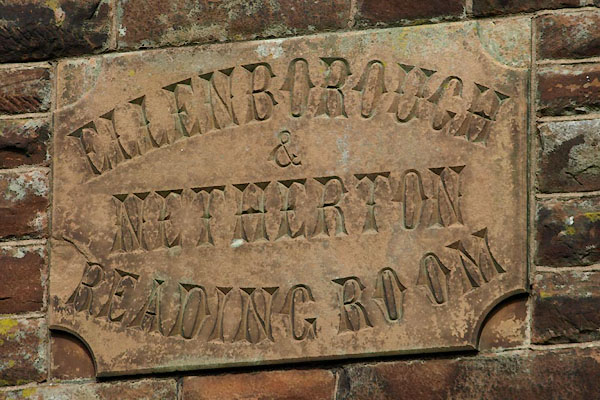 ELLENBOROUGH
&
NETHERTON
READING ROOM